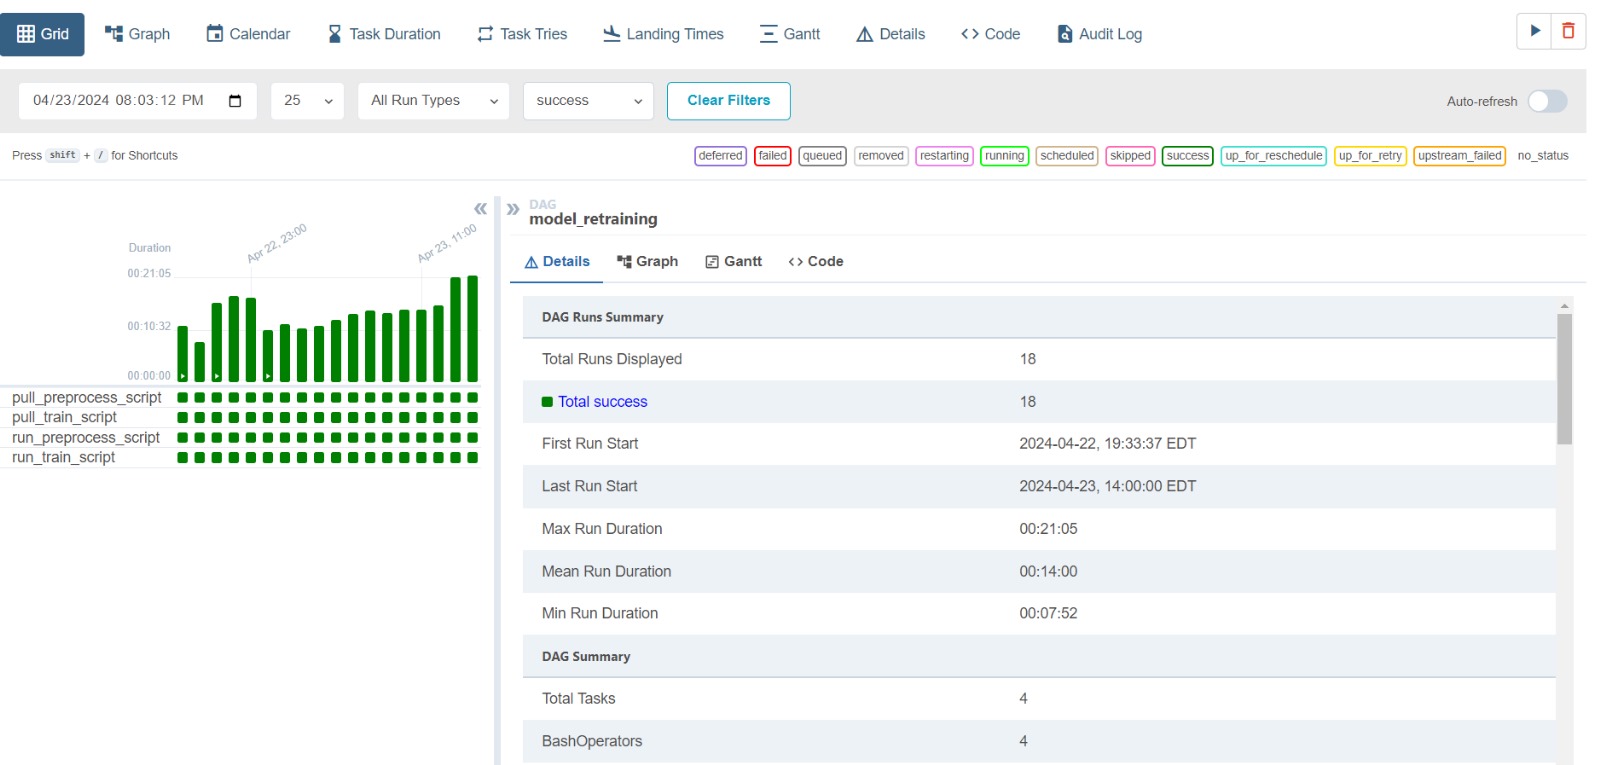 Grid Graph Calendar Task Duration Task Tries Landing Times Gantt Details <> Code Audit Log
04/23/2024 08:03:12 PM 25 All Run Types success Clear Filters Auto-refresh
Press shift + / for Shortcuts deferred failed queued removed restarting running scheduled skipped success up_for_reschedule up_for_retry upstream_failed no_status
« » DAG
model_retraining
Apr 22, 23:00 Apr 23, 11:00
Duration
00:21:05
00:10:32
00:00:00
pull_preprocess_script
pull_train_script
run_preprocess_script
run_train_script
Details Graph Gantt <> Code
DAG Runs Summary
Total Runs Displayed 18
Total success 18
First Run Start 2024-04-22, 19:33:37 EDT
Last Run Start 2024-04-23, 14:00:00 EDT
Max Run Duration 00:21:05
Mean Run Duration 00:14:00
Min Run Duration 00:07:52
DAG Summary
Total Tasks 4
BashOperators 4